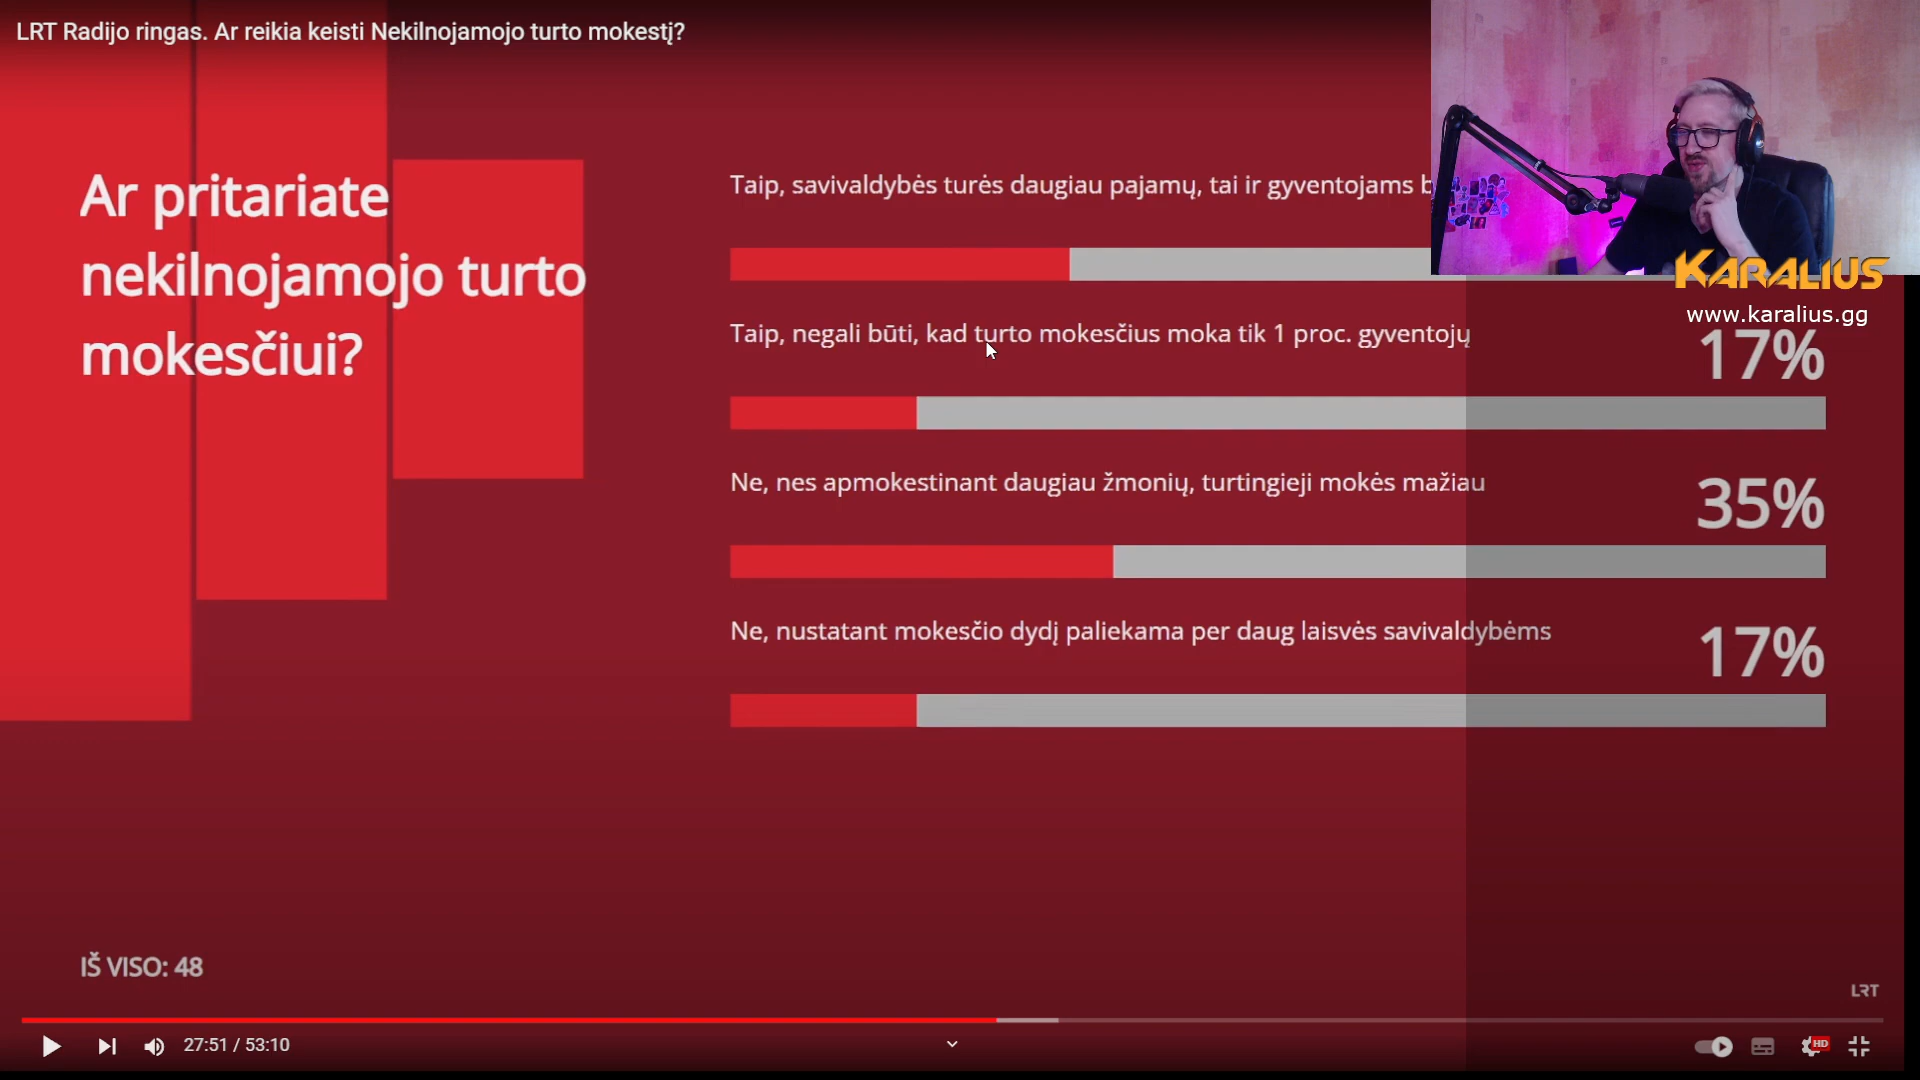 LRT Radijo ringas. Ar reikia keisti Nekilnojamojo turto mokestį?
Ar pritariate
nekilnojamojo turto
mokesčiui?
Taip, savivaldybės turės daugiau pajamų, tai ir gyventojams
KARALIUS
www.karalius.gg
Taip, negali būti, kad turto mokesčius moka tik 1 proc. gyventojų
17%
Ne, nes apmokestinant daugiau žmonių, turtingieji mokės mažiau
35%
Ne, nustatant mokesčio dydį paliekama per daug laisvės savivaldybėms
17%
IŠ VISO: 48
LRT
27:51 / 53:10
HD